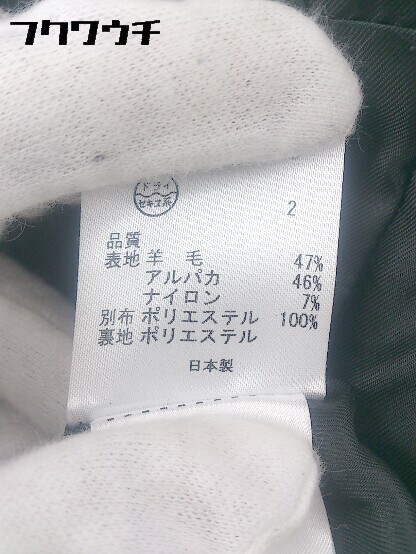 フクワウチ
ドライ
セキユ系
2
品質
表地 羊 毛 47%
アルパカ 46%
ナイロン 7%
別布 ポリエステル 100%
裏地 ポリエステル
日本製